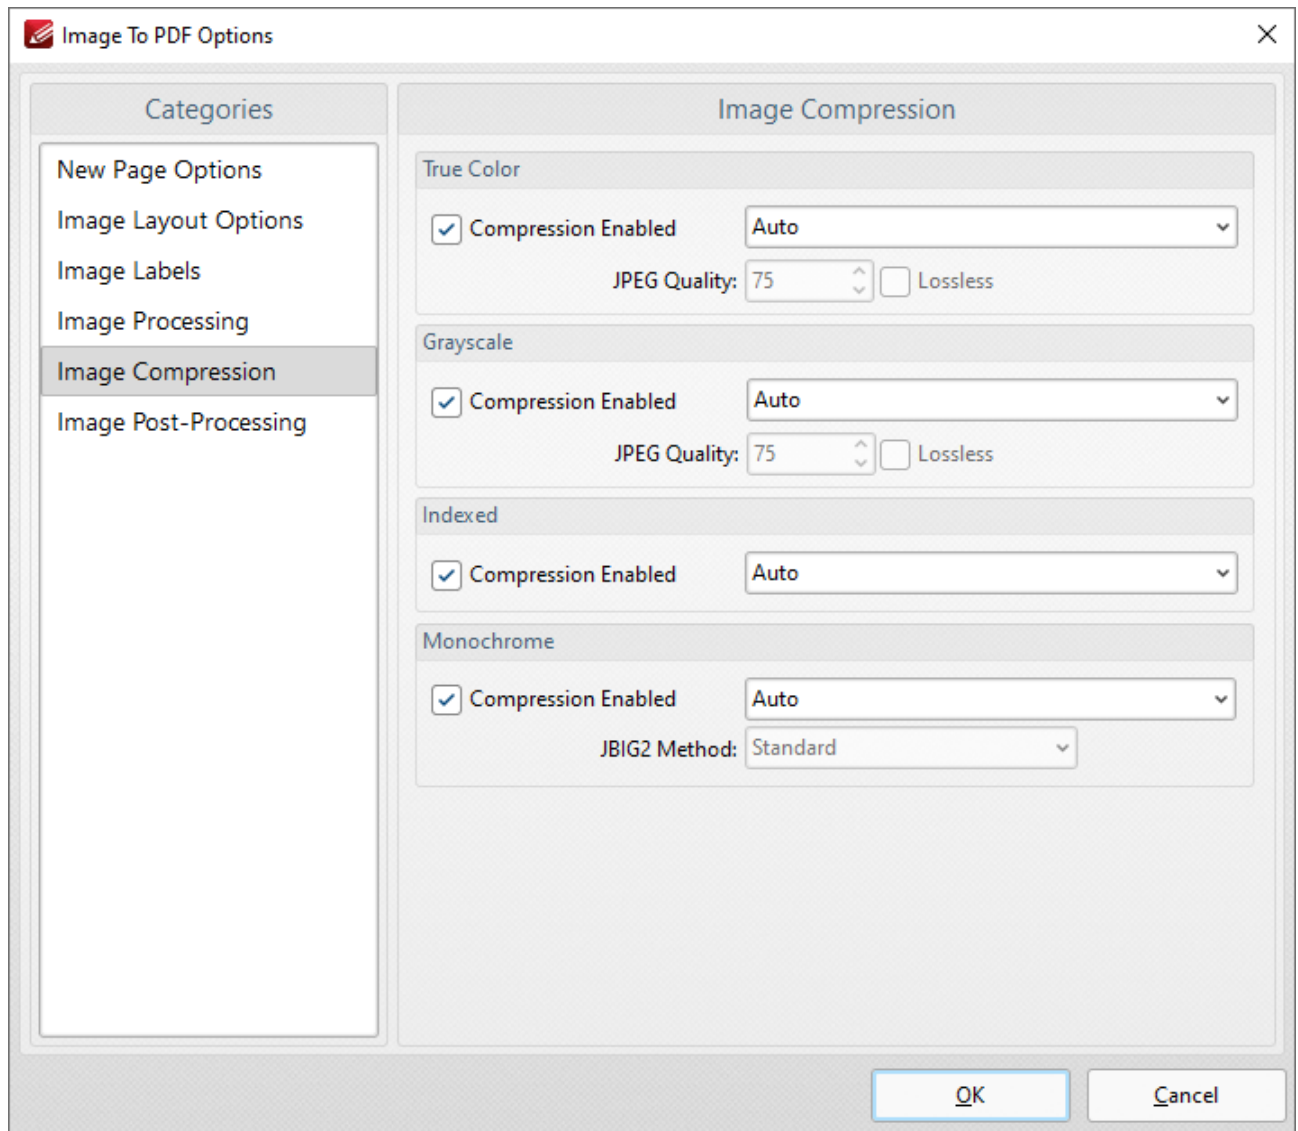 Image To PDF Options
Categories
New Page Options
Image Layout Options
Image Labels
Image Processing
Image Compression
Image Post-Processing
Image Compression
True Color
Compression Enabled Auto
JPEG Quality: 75 Lossless
Grayscale
Compression Enabled Auto
JPEG Quality: 75 Lossless
Indexed
Compression Enabled Auto
Monochrome
Compression Enabled Auto
JBIG2 Method: Standard
OK Cancel